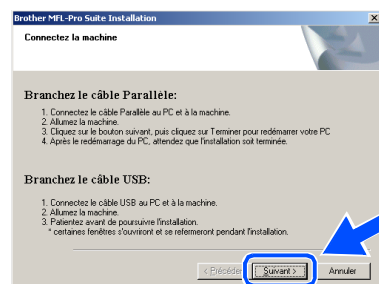 Brother MFL-Pro Suite Installation
Connectez la machine
Branchez le câble Parallèle:
1. Connectez le câble Parallèle au PC et à la machine.
2. Allumez la machine.
3. Cliquez sur le bouton suivant, puis cliquez sur Terminer pour redémarrer votre PC
4. Après le redémarrage du PC, attendez que l'installation soit terminée.
Branchez le câble USB:
1. Connectez le câble USB au PC et à la machine.
2. Allumez la machine.
3. Patientez avant de poursuivre l'installation.
* certaines fenêtres s'ouvriront et se refermeront pendant l'installation.
< Précéden Suivant > Annuler